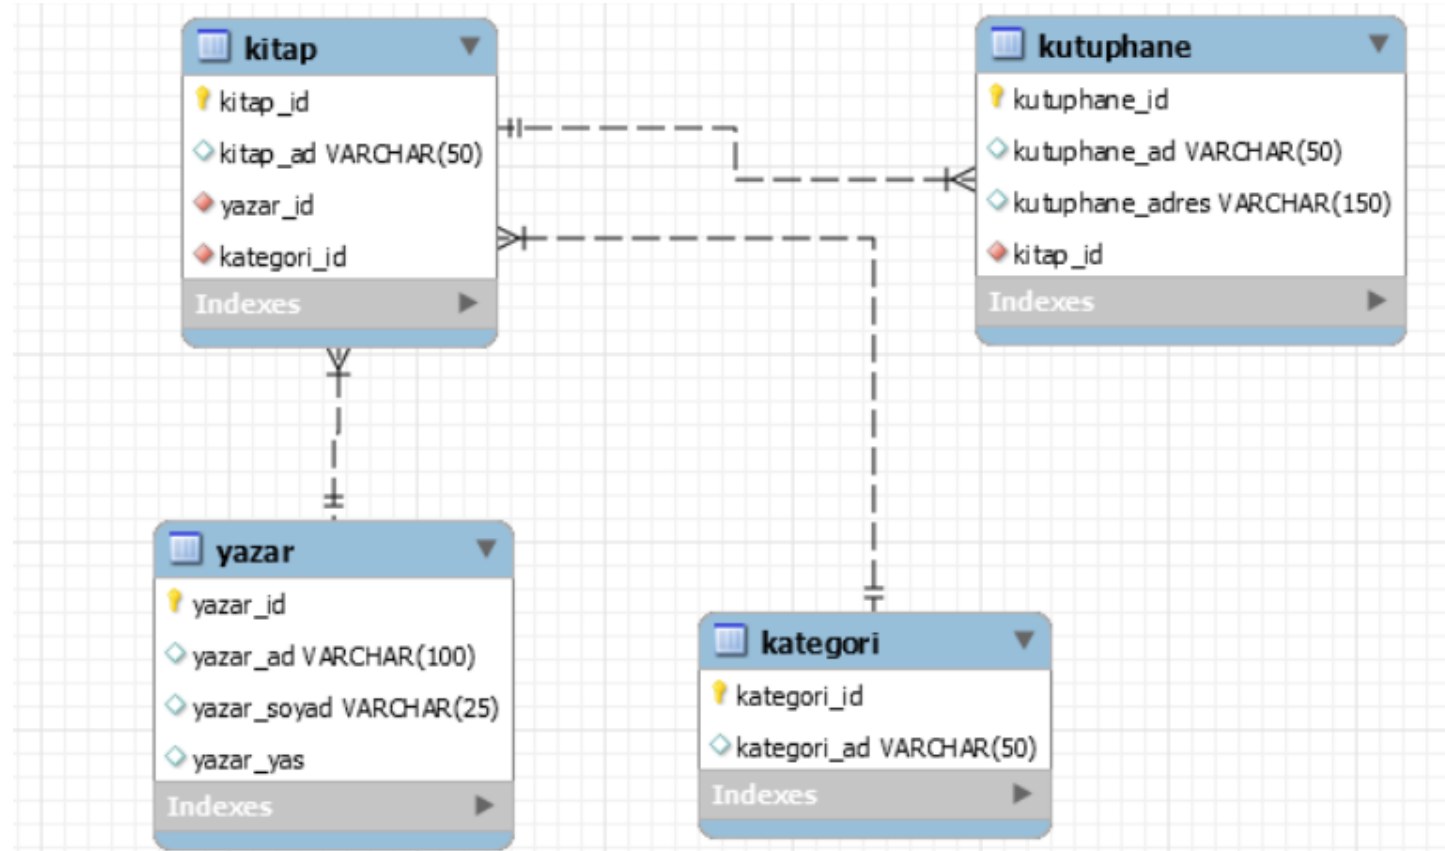 kitap
kitap_id
kitap_ad VARCHAR(50)
yazar_id
kategori_id
Indexes
kutuphane
kutuphane_id
kutuphane_ad VARCHAR(50)
kutuphane_adres VARCHAR(150)
kitap_id
Indexes
yazar
yazar_id
yazar_ad VARCHAR(100)
yazar_soyad VARCHAR(25)
yazar_yas
Indexes
kategori
kategori_id
kategori_ad VARCHAR(50)
Indexes